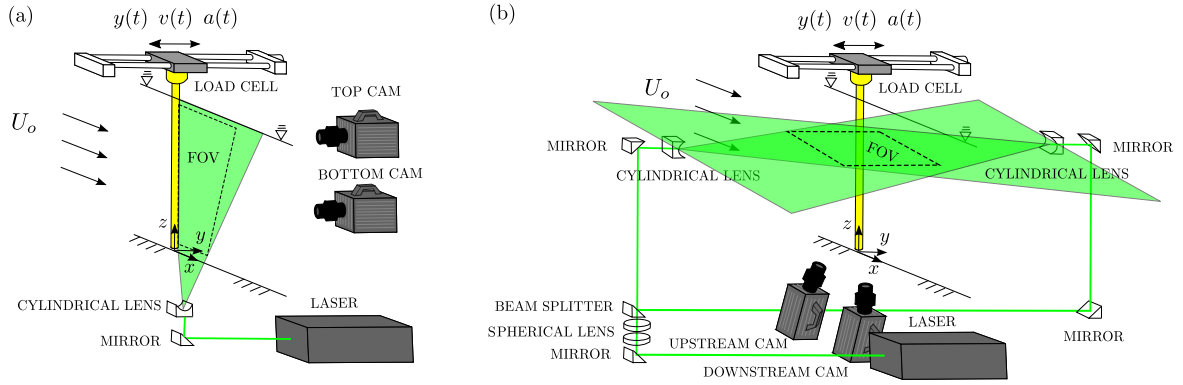 (a)
y(t) v(t) a(t)
LOAD CELL
TOP CAM
U_o
FOV
BOTTOM CAM
z
y
x
CYLINDRICAL LENS
LASER
MIRROR
(b)
y(t) v(t) a(t)
LOAD CELL
U_o
MIRROR
FOV
MIRROR
CYLINDRICAL LENS
CYLINDRICAL LENS
z
y
x
BEAM SPLITTER
SPHERICAL LENS
LASER
MIRROR
UPSTREAM CAM
MIRROR
DOWNSTREAM CAM